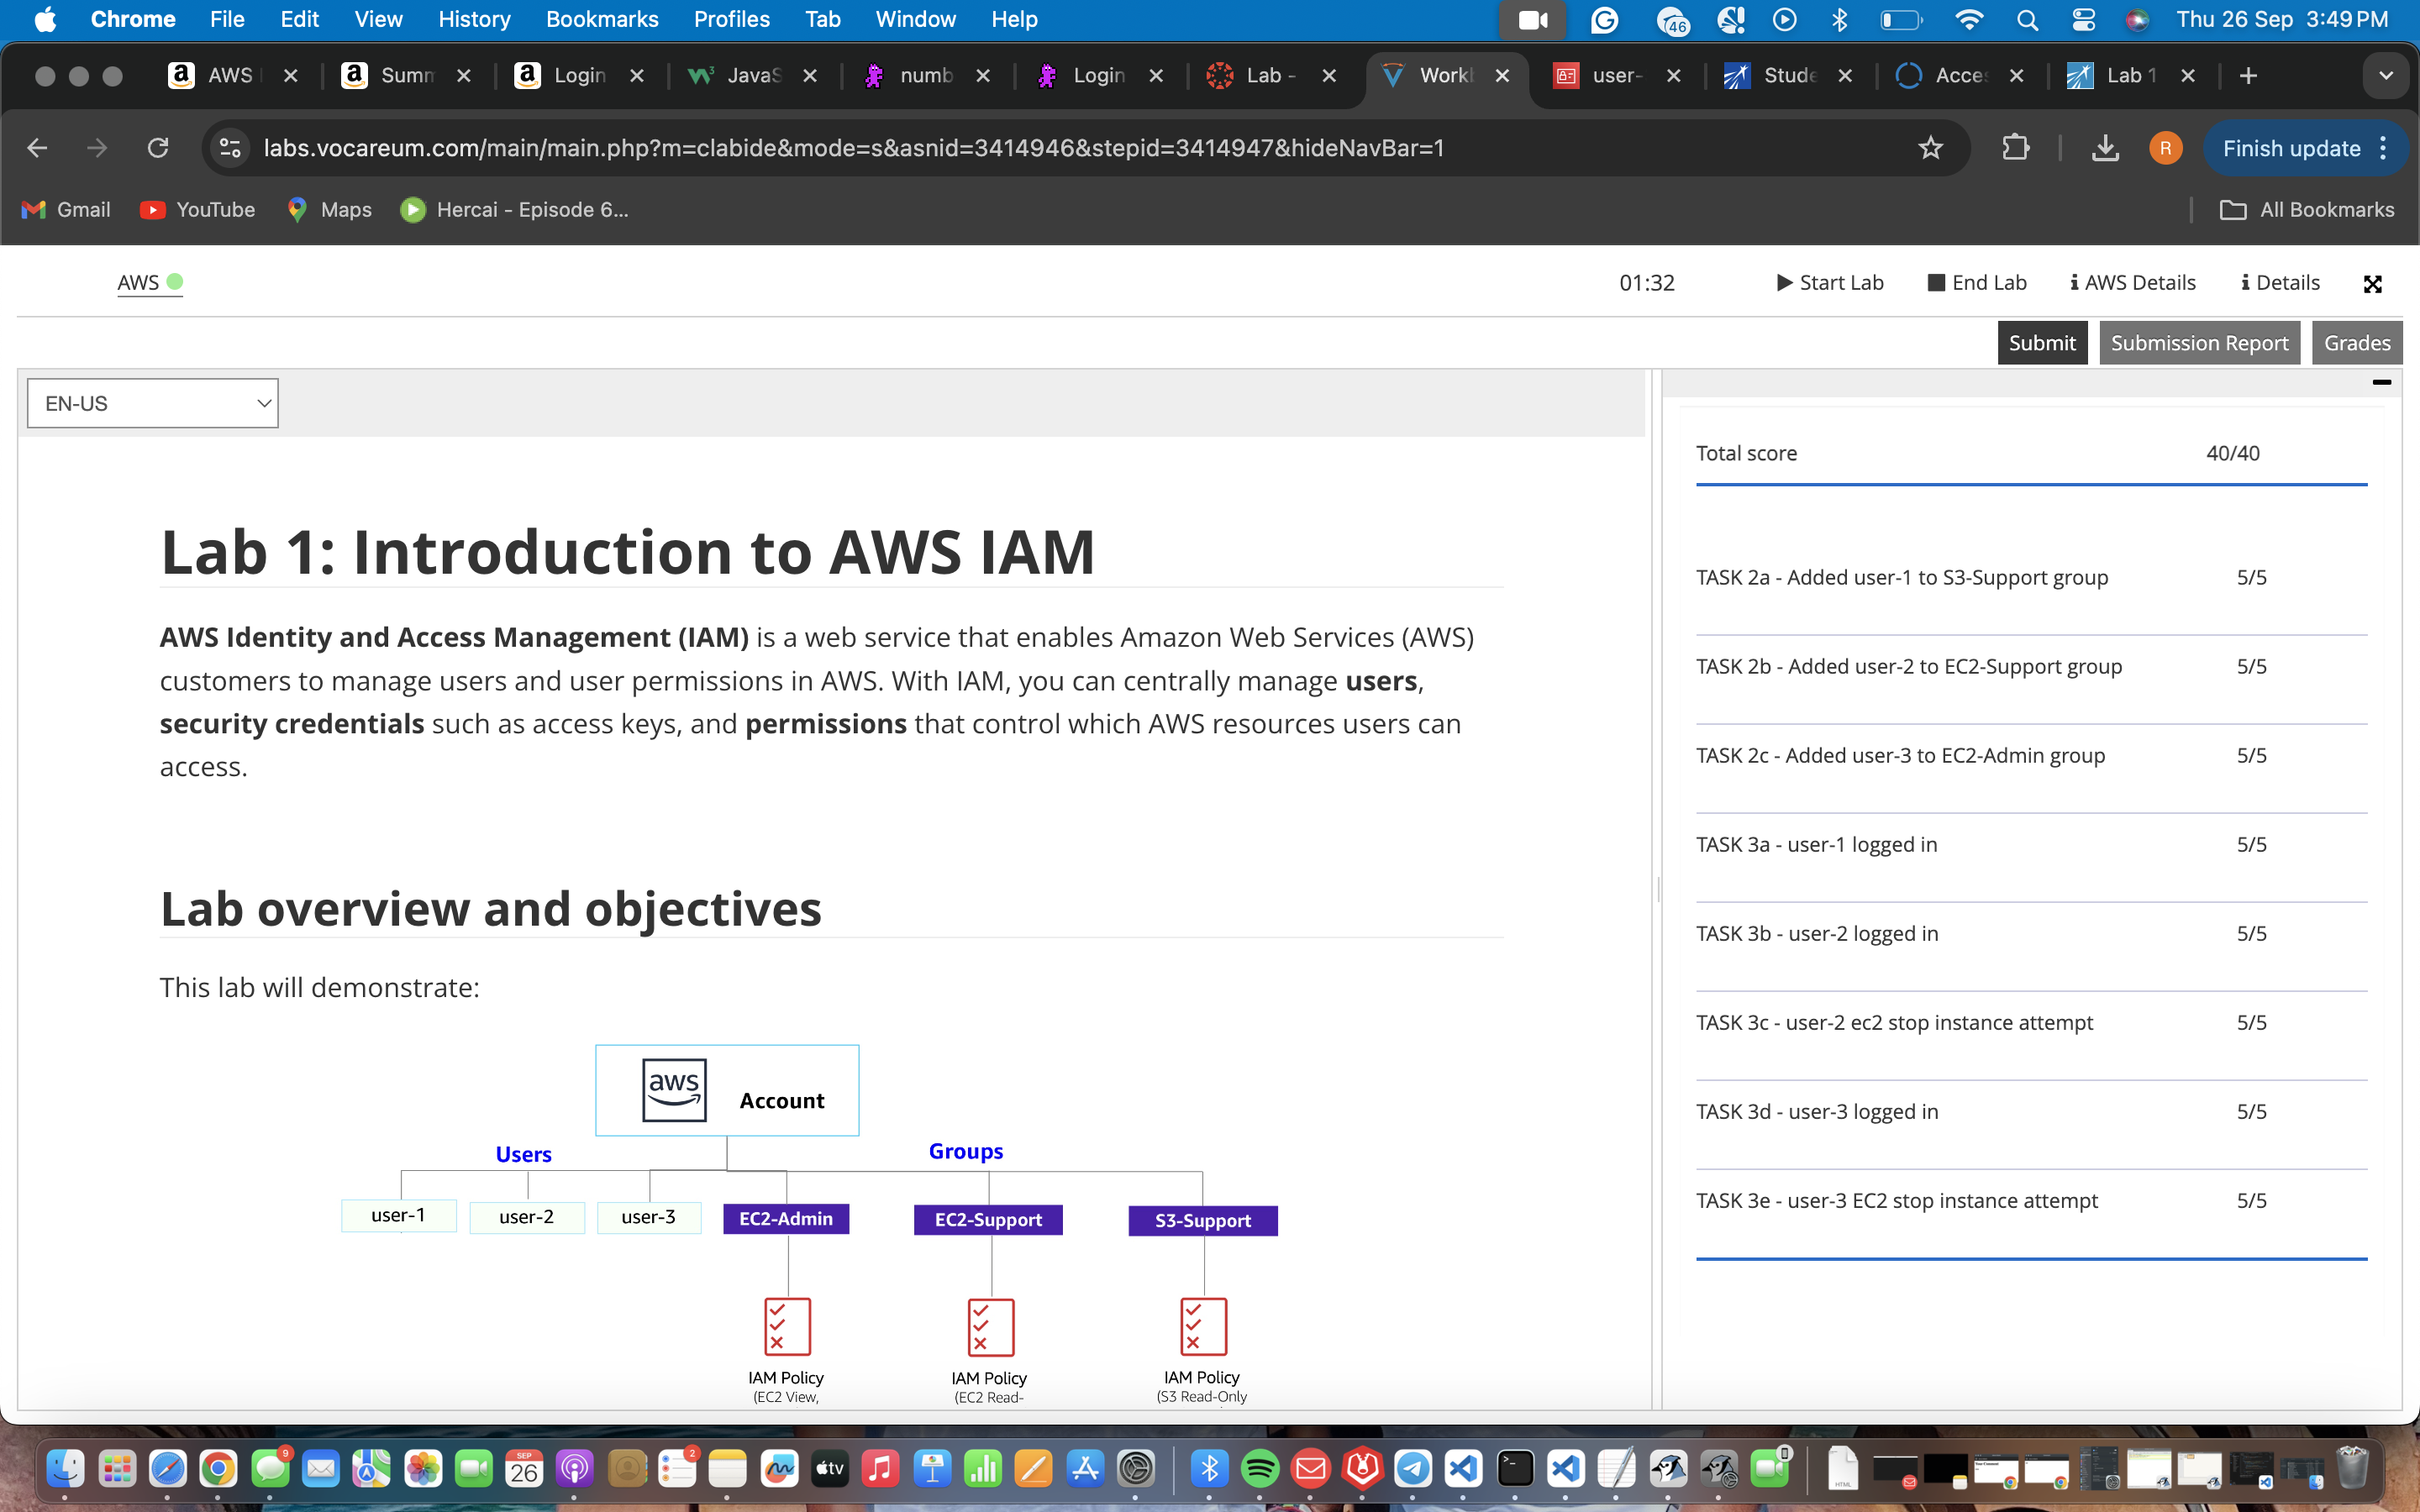 Chrome File Edit View History Bookmarks Profiles Tab Window Help 46 Thu 26 Sep 3:49 PM
AWS Summ Login JavaS numb Login Lab - Work user- Stude Acces Lab 1
labs.vocareum.com/main/main.php?m=clabide&mode=s&asnid=3414946&stepid=3414947&hideNavBar=1 R Finish update
Gmail YouTube Maps Hercai - Episode 6... All Bookmarks
AWS 01:32 Start Lab End Lab AWS Details Details
Submit Submission Report Grades
EN-US
Lab 1: Introduction to AWS IAM
AWS Identity and Access Management (IAM) is a web service that enables Amazon Web Services (AWS)
customers to manage users and user permissions in AWS. With IAM, you can centrally manage users,
security credentials such as access keys, and permissions that control which AWS resources users can
access.
Lab overview and objectives
This lab will demonstrate:
aws Account
Users Groups
user-1 user-2 user-3 EC2-Admin EC2-Support S3-Support
IAM Policy IAM Policy IAM Policy
(EC2 View, (EC2 Read- (S3 Read-Only
Total score 40/40
TASK 2a - Added user-1 to S3-Support group 5/5
TASK 2b - Added user-2 to EC2-Support group 5/5
TASK 2c - Added user-3 to EC2-Admin group 5/5
TASK 3a - user-1 logged in 5/5
TASK 3b - user-2 logged in 5/5
TASK 3c - user-2 ec2 stop instance attempt 5/5
TASK 3d - user-3 logged in 5/5
TASK 3e - user-3 EC2 stop instance attempt 5/5
9 SEP 26 2 tv HTML